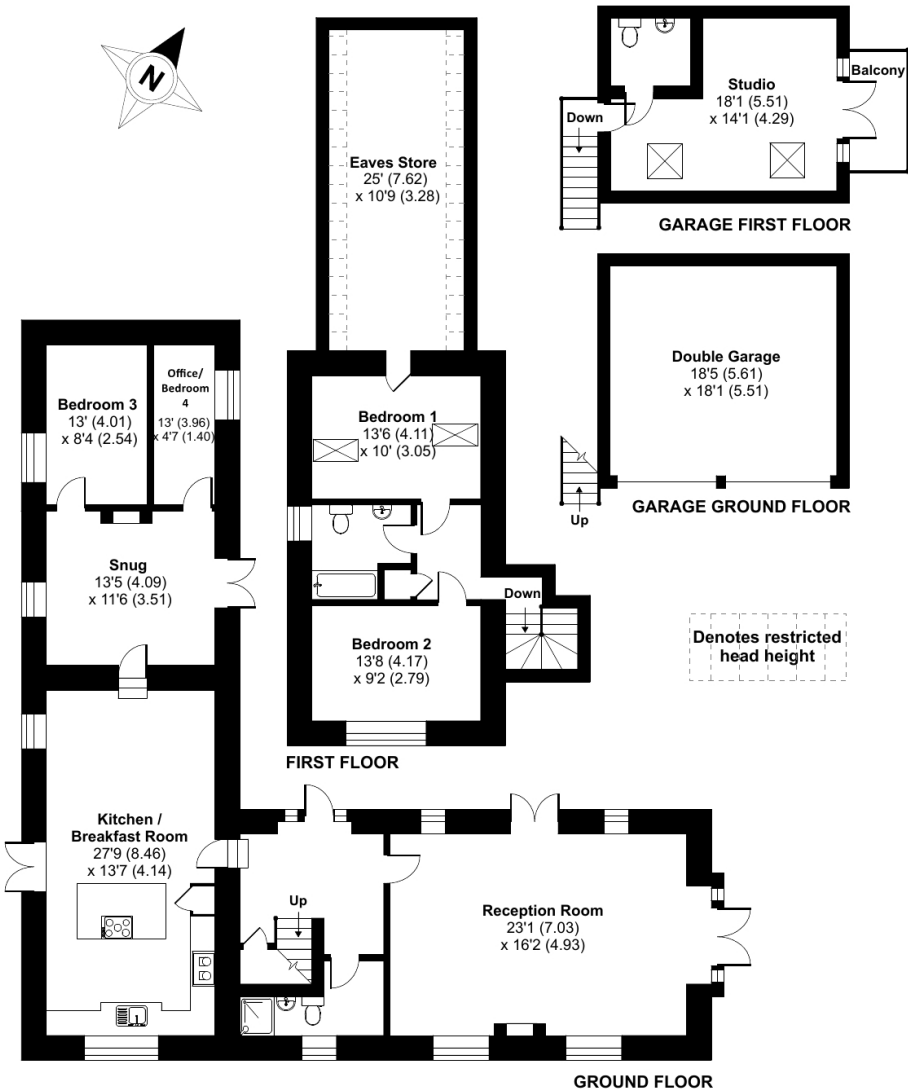 N
Eaves Store
25' (7.62)
x 10'9 (3.28)
Studio
18'1 (5.51)
x 14'1 (4.29)
Balcony
Down
GARAGE FIRST FLOOR
Double Garage
18'5 (5.61)
x 18'1 (5.51)
Up
GARAGE GROUND FLOOR
Bedroom 3
13' (4.01)
x 8'4 (2.54)
Office/
Bedroom
4
13' (3.96)
x 4'7 (1.40)
Bedroom 1
13'6 (4.11)
x 10' (3.05)
Snug
13'5 (4.09)
x 11'6 (3.51)
Down
Bedroom 2
13'8 (4.17)
x 9'2 (2.79)
FIRST FLOOR
Denotes restricted
head height
Kitchen /
Breakfast Room
27'9 (8.46)
x 13'7 (4.14)
Up
Reception Room
23'1 (7.03)
x 16'2 (4.93)
GROUND FLOOR